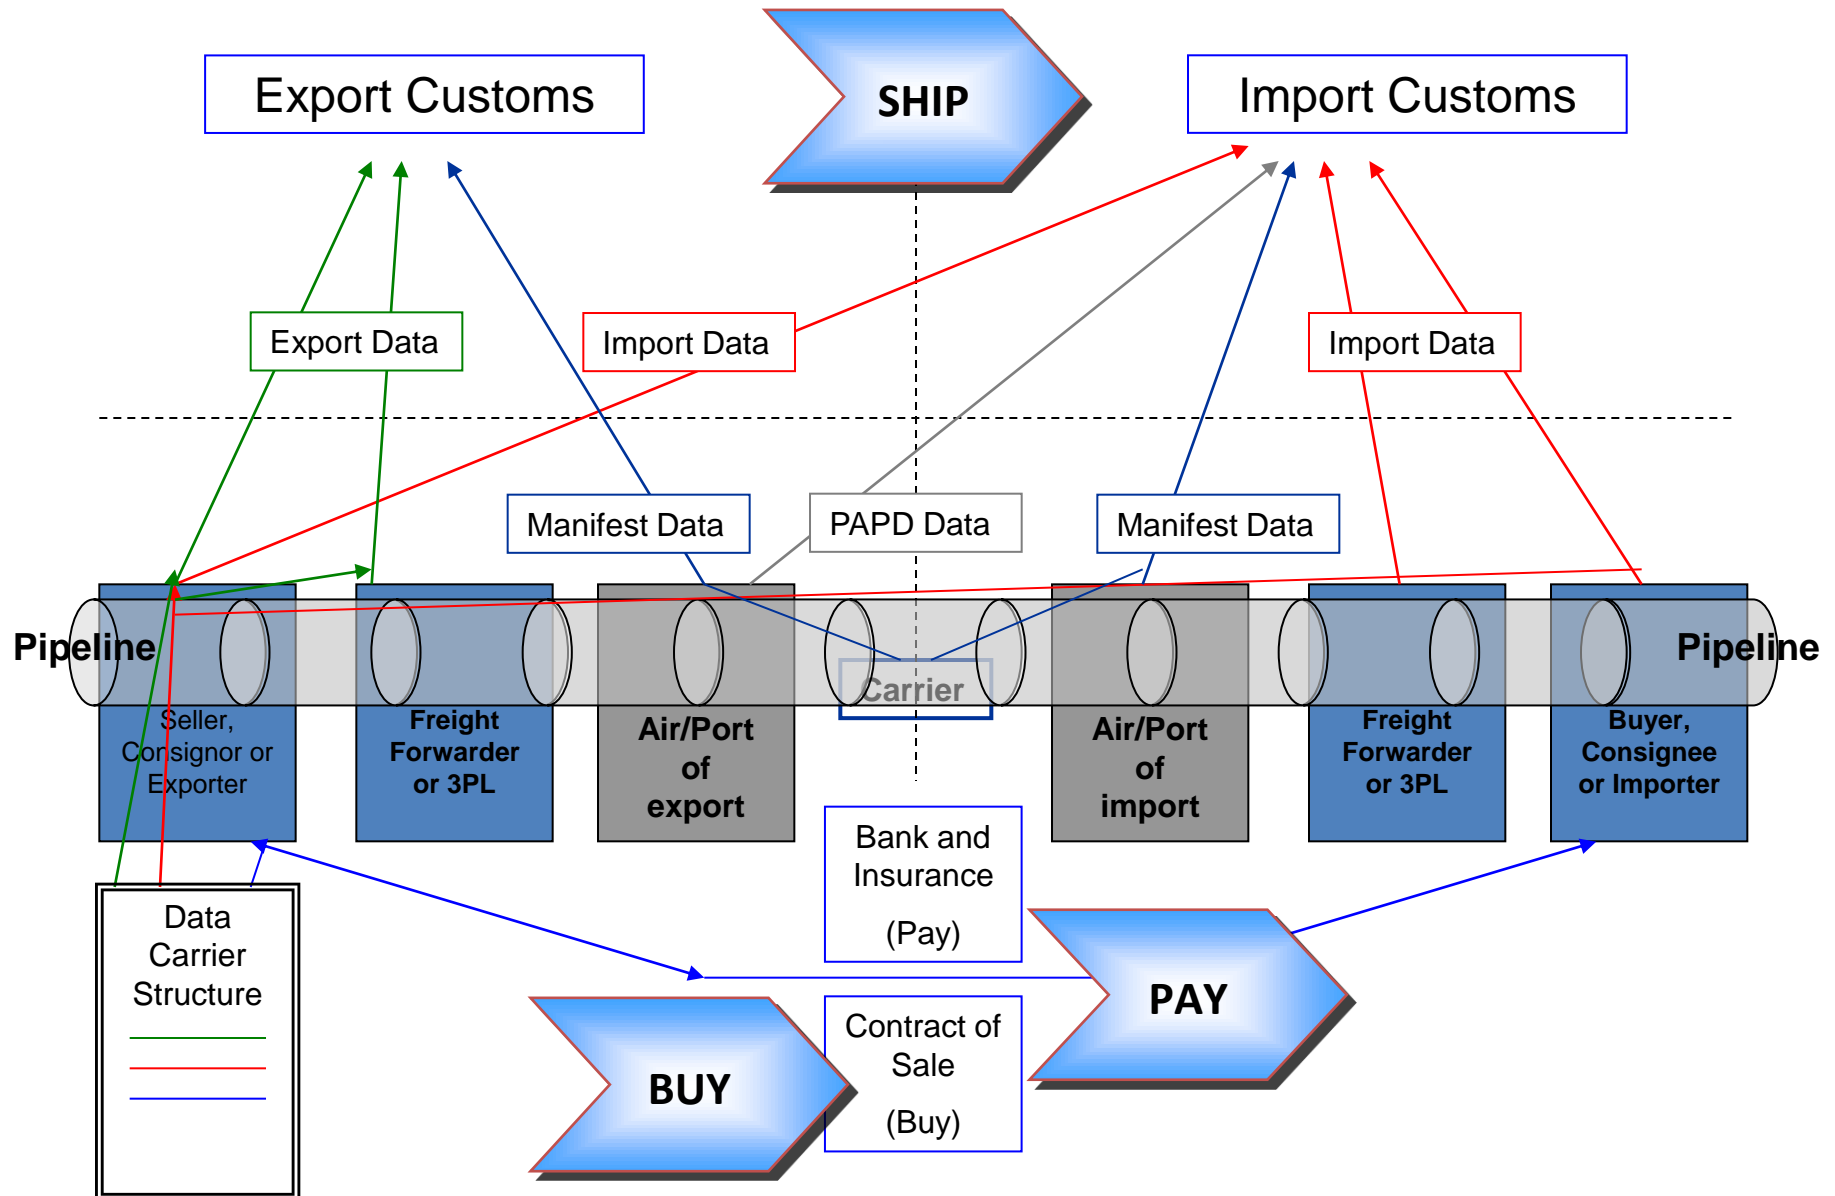 SHIP
Export Customs
Import Customs
Export Data
Import Data
Import Data
Manifest Data
PAPD Data
Manifest Data
Pipeline
Pipeline
Carrier
Seller,
Consignor or
Exporter
Freight
Forwarder
or 3PL
Air/Port
of
export
Air/Port
of
import
Freight
Forwarder
or 3PL
Buyer,
Consignee
or Importer
Bank and
Insurance
(Pay)
Data
Carrier
Structure
PAY
BUY
Contract of
Sale
(Buy)